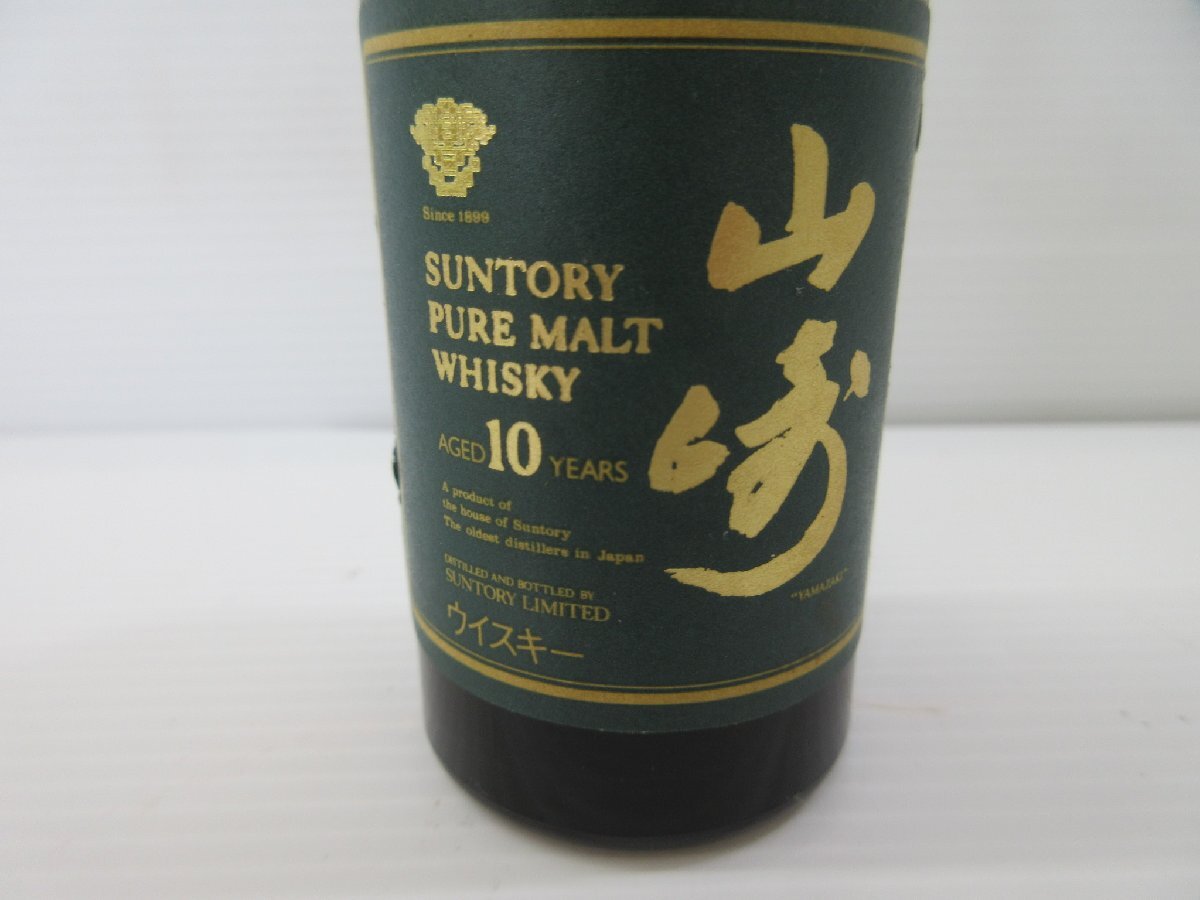 Since 1899
SUNTORY
PURE MALT
WHISKY
AGED 10 YEARS
A product of
the house of Suntory
The oldest distillers in Japan
DISTILLED AND BOTTLED BY
SUNTORY LIMITED
ウイスキー
山崎
"YAMAZAKI"